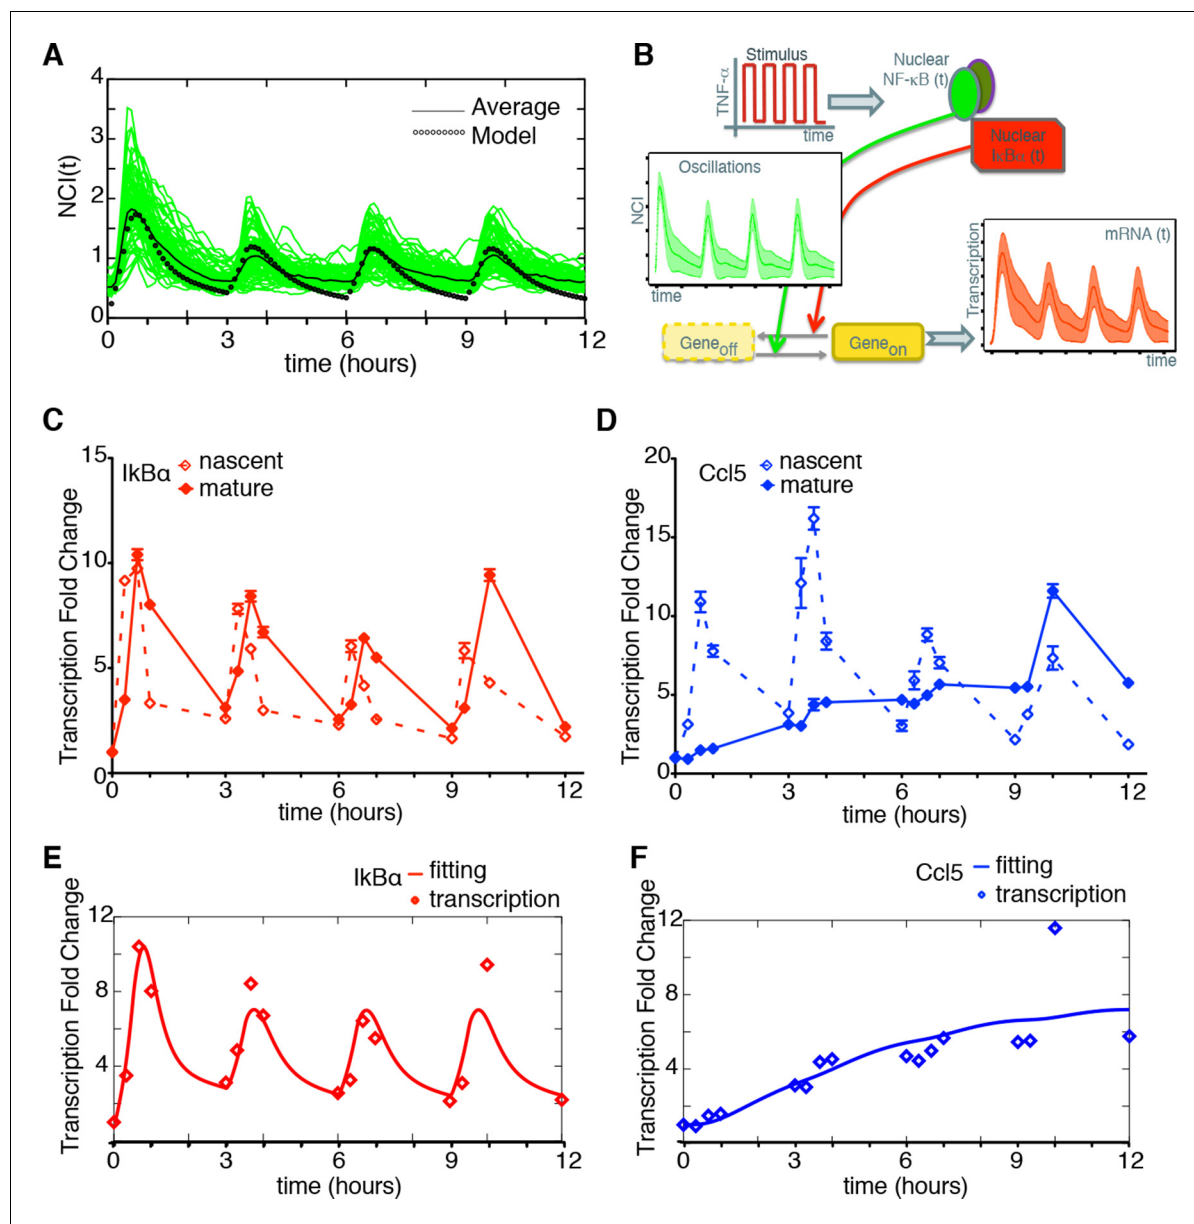 A
4
3
2
1
0
NCI(t)
Average
Model
0
3
6
9
12
time (hours)
B
Stimulus
TNF-α
time
Nuclear
NF-κB (t)
Nuclear
IκBα (t)
Oscillations
NCI
time
mRNA (t)
Transcription
time
Gene off
Gene on
C
15
10
5
0
Transcription Fold Change
IkBα
nascent
mature
0
3
6
9
12
time (hours)
D
20
15
10
5
0
Transcription Fold Change
Ccl5
nascent
mature
0
3
6
9
12
time (hours)
E
IkBα
fitting
transcription
12
8
4
Transcription Fold Change
0
3
6
9
12
time (hours)
F
Ccl5
fitting
transcription
12
8
4
0
Transcription Fold Change
0
3
6
9
12
time (hours)